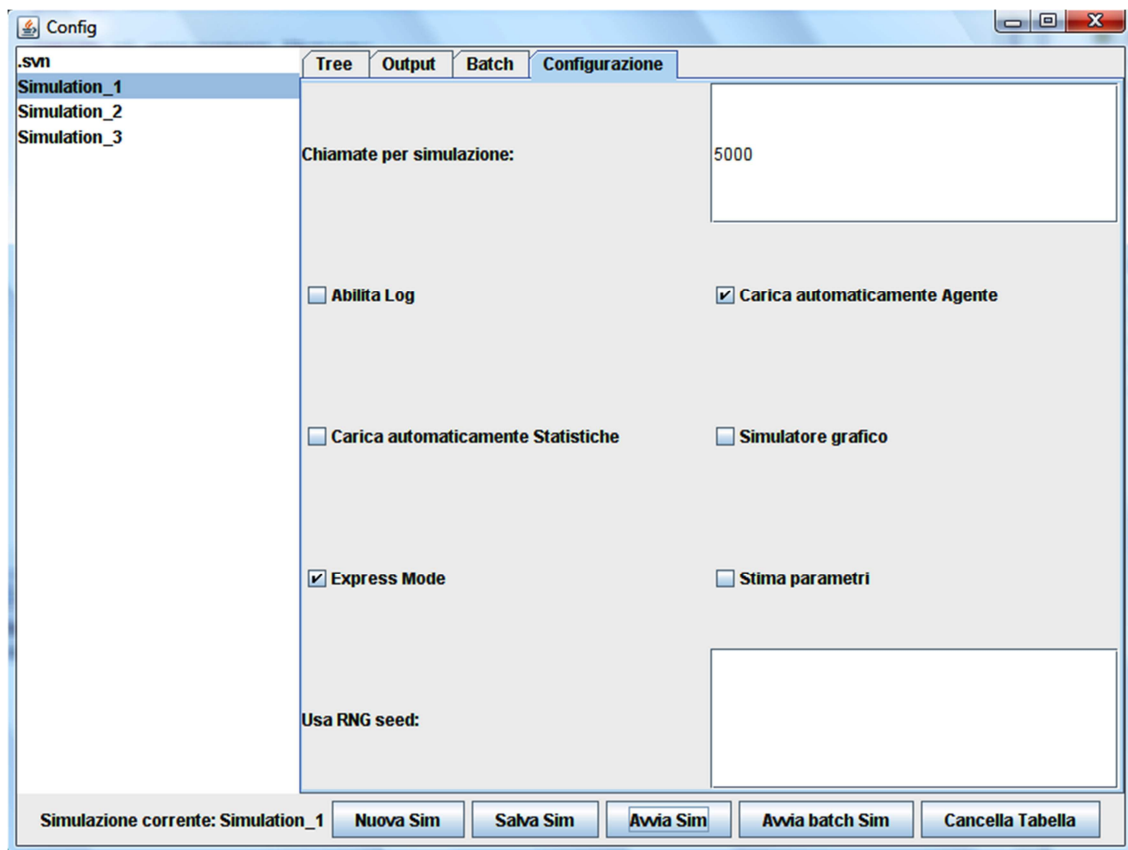 Config
.svn
Simulation_1
Simulation_2
Simulation_3
Tree Output Batch Configurazione
Chiamate per simulazione: 5000
Abilita Log Carica automaticamente Agente
Carica automaticamente Statistiche Simulatore grafico
Express Mode Stima parametri
Usa RNG seed:
Simulazione corrente: Simulation_1 Nuova Sim Salva Sim Avvia Sim Avvia batch Sim Cancella Tabella